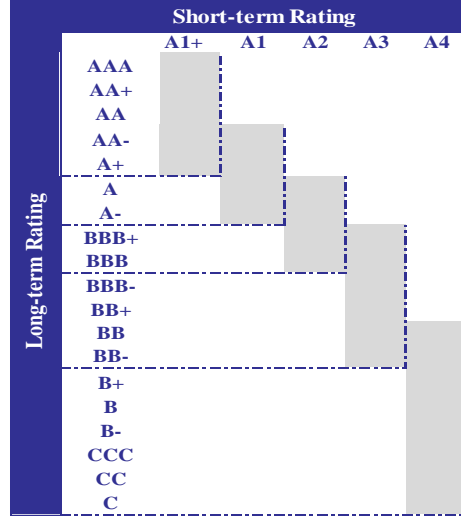 Short-term Rating
A1+ A1 A2 A3 A4
Long-term Rating
AAA
AA+
AA
AA-
A+
A
A-
BBB+
BBB
BBB-
BB+
BB
BB-
B+
B
B-
CCC
CC
C